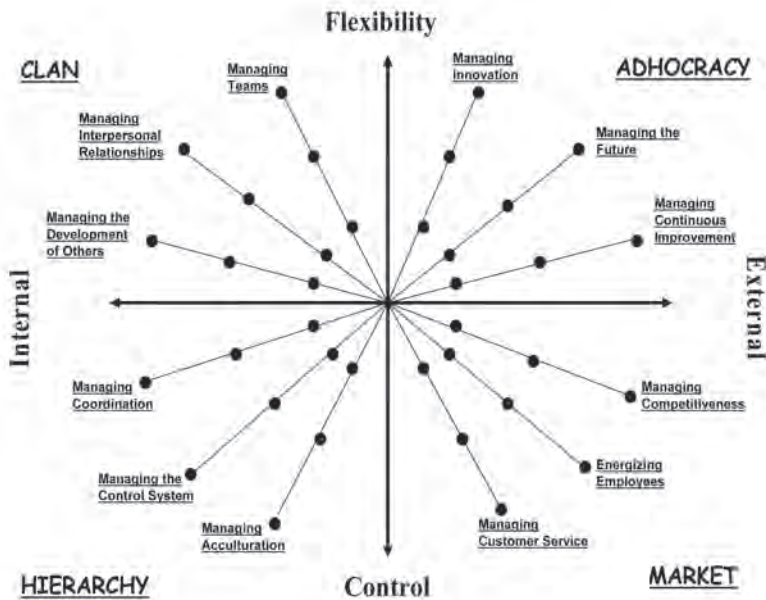 Flexibility
CLAN
ADHOCRACY
Managing
Teams
Managing
Innovation
Managing
Interpersonal
Relationships
Managing the
Future
Managing the
Development
of Others
Managing
Continuous
Improvement
Internal
External
Managing
Coordination
Managing
Competitiveness
Managing the
Control System
Energizing
Employees
Managing
Acculturation
Managing
Customer Service
HIERARCHY
Control
MARKET